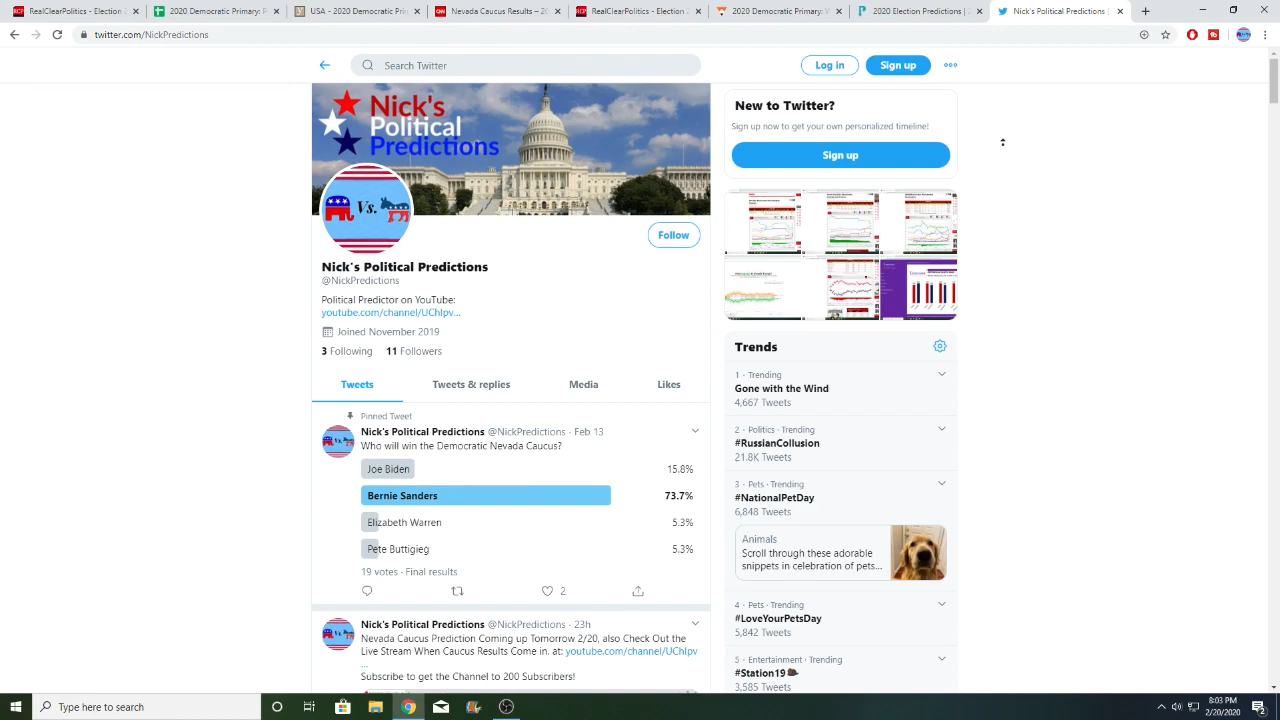 RealClearPolitics - Election 20
2020 Democratic Primary Res
USA - 2020 Democratic Prim
Nevada Caucus Results – 202
RealClearPolitics - Election 20
2020 Democratic Primary: W
2020 Election Predictions |
Nick's Political Predictions (
twitter.com/NickPredictions
Search Twitter
Log in
Sign up
Nick's
Political
Predictions
Vs.
New to Twitter?
Sign up now to get your own personalized timeline!
Sign up
Follow
Nick's Political Predictions
@NickPredictions
Political Predictor on YouTube
youtube.com/channel/UChIpv...
Joined November 2019
3 Following 11 Followers
Tweets Tweets & replies Media Likes
Pinned Tweet
Nick's Political Predictions @NickPredictions · Feb 13
Who will win the Democratic Nevada Caucus?
Joe Biden 15.8%
Bernie Sanders 73.7%
Elizabeth Warren 5.3%
Pete Buttigieg 5.3%
19 votes · Final results
2
Nick's Political Predictions @NickPredictions · 23h
Nevada Caucus Prediction Coming up Tomorrow 2/20, also Check Out the
Live Stream When Caucus Results Come in. at: youtube.com/channel/UChIpv
...
Subscribe to get the Channel to 350 Subscribers!
Trends
1 · Trending
Gone with the Wind
4,667 Tweets
2 · Politics · Trending
#RussianCollusion
21.8K Tweets
3 · Pets · Trending
#NationalPetDay
6,848 Tweets
Animals
Scroll through these adorable
snippets in celebration of pets...
4 · Pets · Trending
#LoveYourPetsDay
5,842 Tweets
5 · Entertainment · Trending
#Station19
3,585 Tweets
Type here to search
8:03 PM
2/20/2020
2